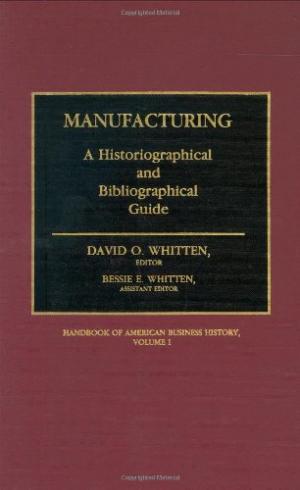 MANUFACTURING
A Historiographical
and
Bibliographical
Guide
DAVID O. WHITTEN,
EDITOR
BESSIE E. WHITTEN,
ASSISTANT EDITOR
HANDBOOK OF AMERICAN BUSINESS HISTORY,
VOLUME I